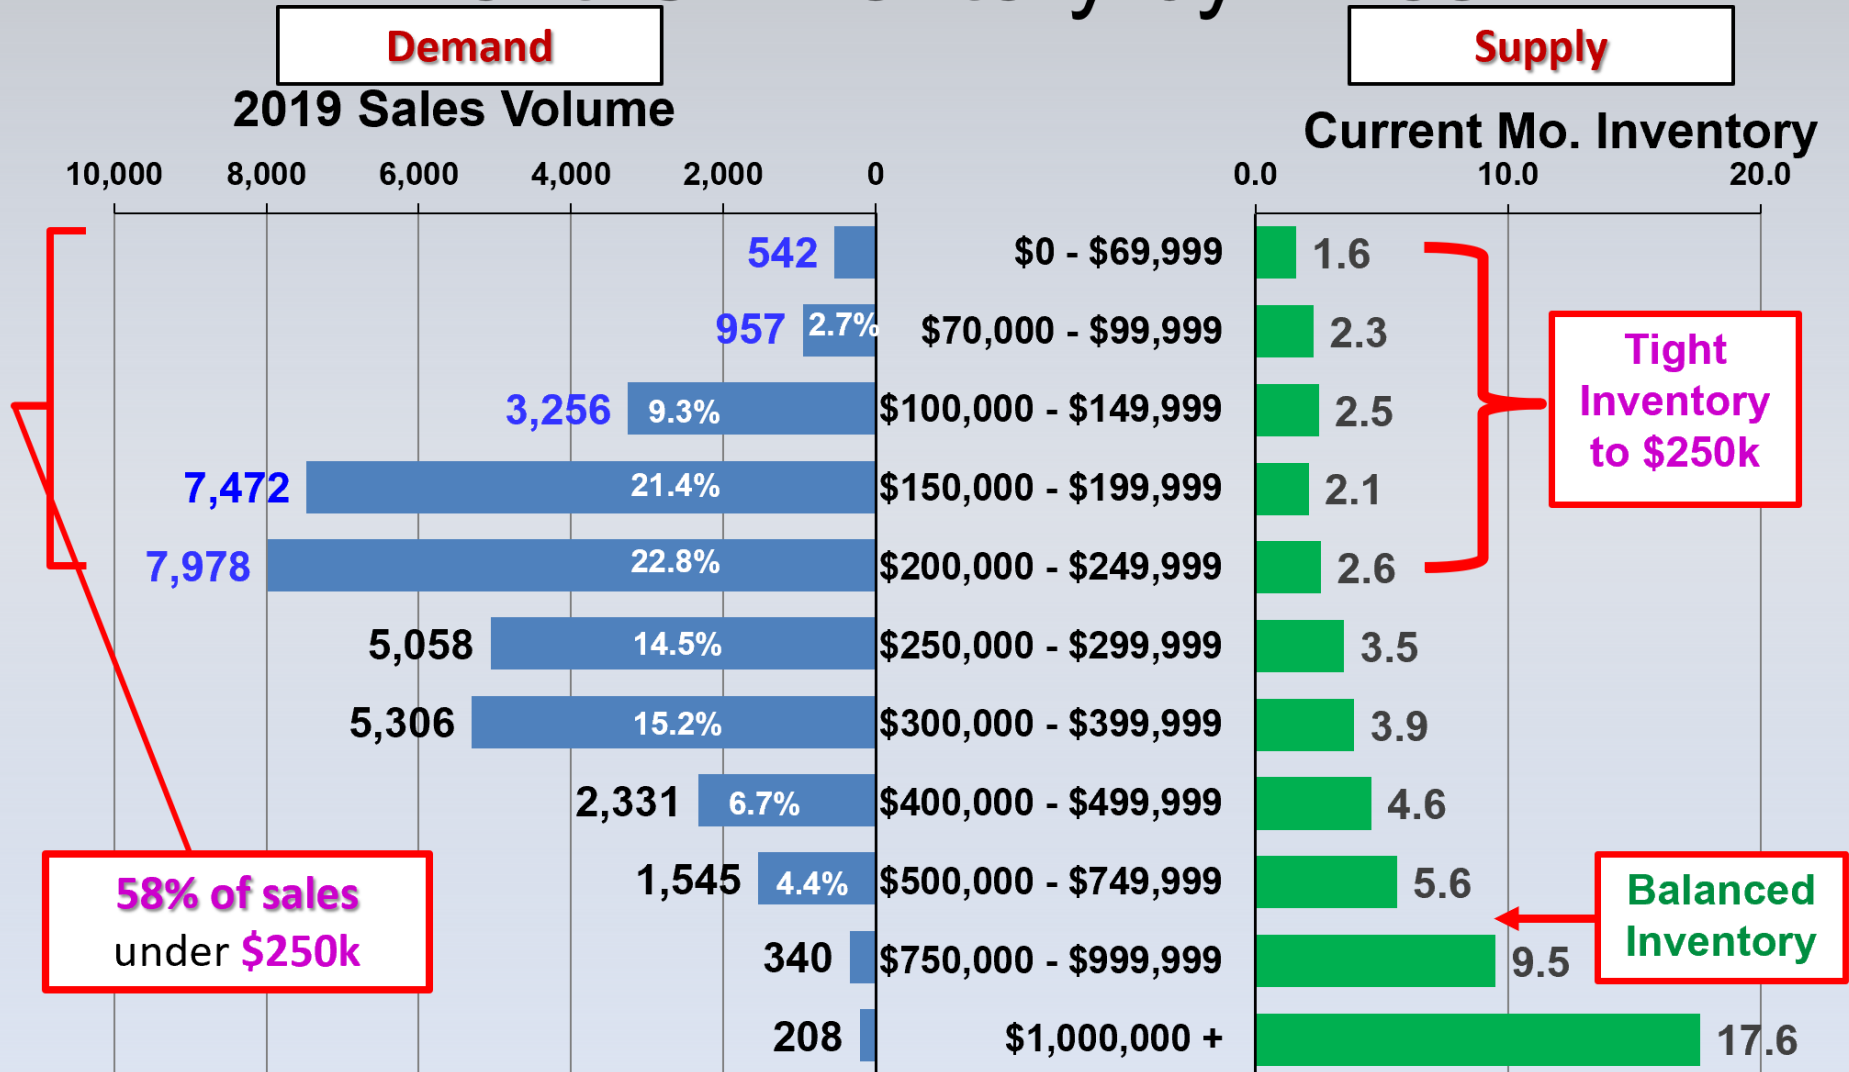 Demand
Supply
2019 Sales Volume
Current Mo. Inventory
10,000 8,000 6,000 4,000 2,000 0
0.0 10.0 20.0
542 $0 - $69,999 1.6
957 2.7% $70,000 - $99,999 2.3
3,256 9.3% $100,000 - $149,999 2.5
7,472 21.4% $150,000 - $199,999 2.1
7,978 22.8% $200,000 - $249,999 2.6
5,058 14.5% $250,000 - $299,999 3.5
5,306 15.2% $300,000 - $399,999 3.9
2,331 6.7% $400,000 - $499,999 4.6
1,545 4.4% $500,000 - $749,999 5.6
340 $750,000 - $999,999 9.5
208 $1,000,000 + 17.6
Tight
Inventory
to $250k
58% of sales
under $250k
Balanced
Inventory